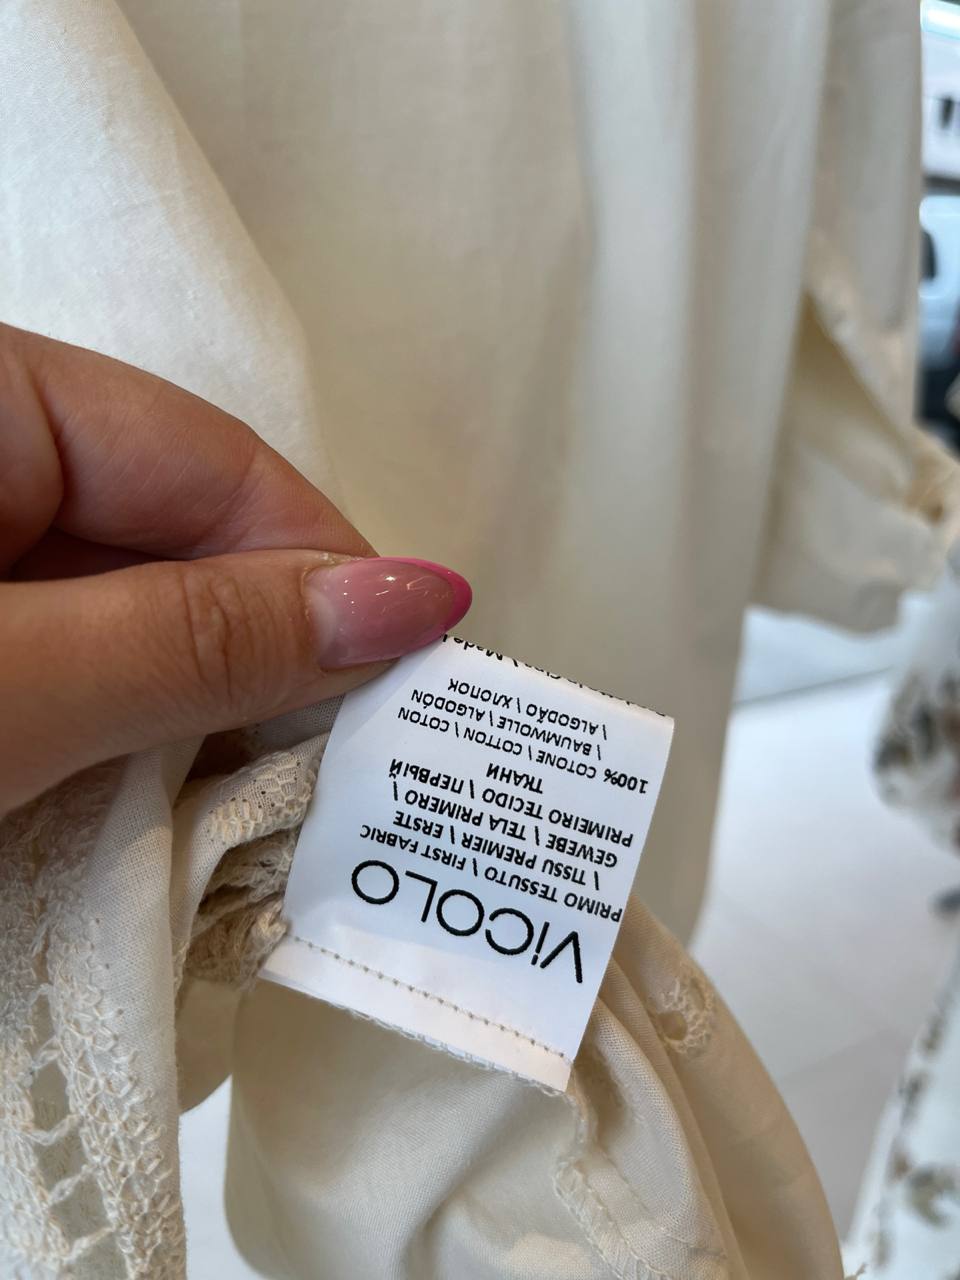 ViCOLO
PRIMO TESSUTO / FIRST FABRIC
/ TISSU PREMIER / ERSTE
GEWEBE / TELA PRIMERO /
PRIMEIRO TECIDO / ПЕРВЫЙ
ТКАНИ
100% COTONE / COTTON / COTON
/ BAUMWOLLE / ALGODÓN
/ ALGODÃO / ХЛОПОК